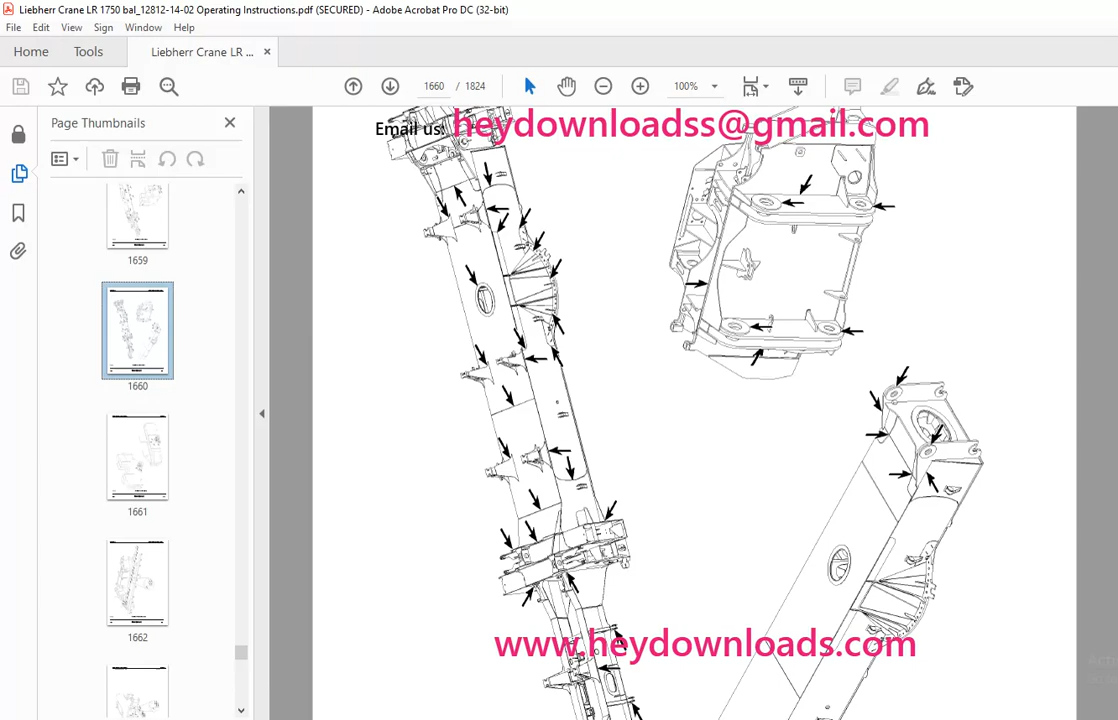 Liebherr Crane LR 1750 bal_12812-14-02 Operating Instructions.pdf (SECURED) - Adobe Acrobat Pro DC (32-bit)
File Edit View Sign Window Help
Home Tools Liebherr Crane LR ... ×
1660 / 1824 100%
Page Thumbnails
Email us: heydownloadss@gmail.com
1659
1660
1661
1662
www.heydownloads.com